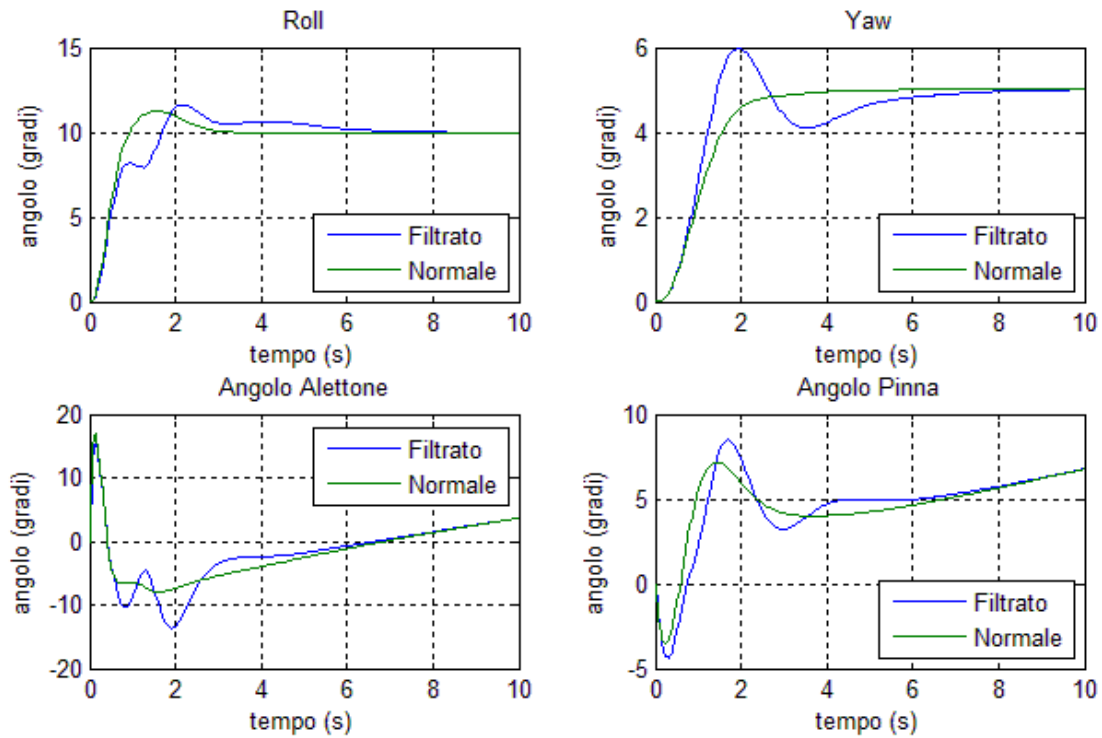 Roll
15
10
5
0
angolo (gradi)
0 2 4 6 8 10
tempo (s)
Filtrato
Normale
Yaw
6
4
2
0
angolo (gradi)
0 2 4 6 8 10
tempo (s)
Filtrato
Normale
Angolo Alettone
20
10
0
-10
-20
angolo (gradi)
0 2 4 6 8 10
tempo (s)
Filtrato
Normale
Angolo Pinna
10
5
0
-5
angolo (gradi)
0 2 4 6 8 10
tempo (s)
Filtrato
Normale